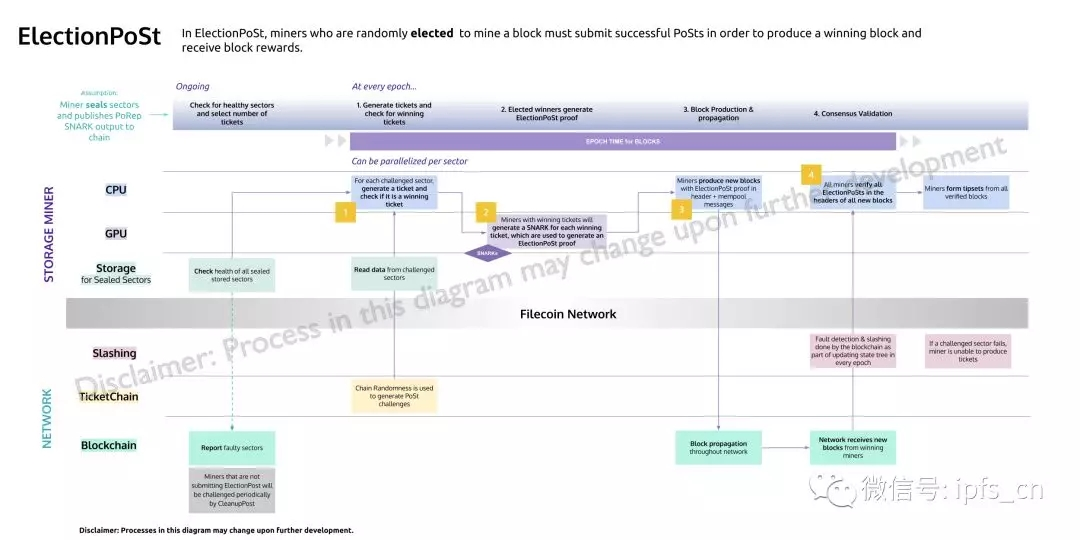 ElectionPoSt
In ElectionPoSt, miners who are randomly elected to mine a block must submit successful PoSts in order to produce a winning block and
receive block rewards.
Assumption:
Miner seals sectors
and publishes PoRep
SNARK output to
chain
Ongoing
At every epoch...
Check for healthy sectors
and select number of
tickets
1. Generate tickets and
check for winning
tickets
2. Elected winners generate
ElectionPoSt proof
3. Block Production &
propagation
4. Consensus Validation
EPOCH TIME for BLOCKS
Can be parallelized per sector
STORAGE MINER
CPU
For each challenged sector,
generate a ticket and
check if it is a winning
ticket
1
Miners produce new blocks
with ElectionPoSt proof in
header + mempool
messages
3
4
All miners verify all
ElectionPoSts in the
headers of all new blocks
Miners form tipsets from all
verified blocks
GPU
2
Miners with winning tickets will
generate a SNARK for each winning
ticket, which are used to generate an
ElectionPoSt proof
SNARKs
Storage
for Sealed Sectors
Check health of all sealed
stored sectors
Read data from challenged
sectors
Filecoin Network
NETWORK
Slashing
Fault detection & slashing
done by the blockchain as
part of updating state tree in
every epoch
If a challenged sector fails,
miner is unable to produce
tickets
TicketChain
Chain Randomness is used
to generate PoSt
challenges
Blockchain
Report faulty sectors
Block propagation
throughout network
Network receives new
blocks from winning
miners
Miners that are not
submitting ElectionPost will
be challenged periodically
by CleanupPost
Disclaimer: Process in this diagram may change upon further development
微信号: ipfs_cn
Disclaimer: Processes in this diagram may change upon further development.